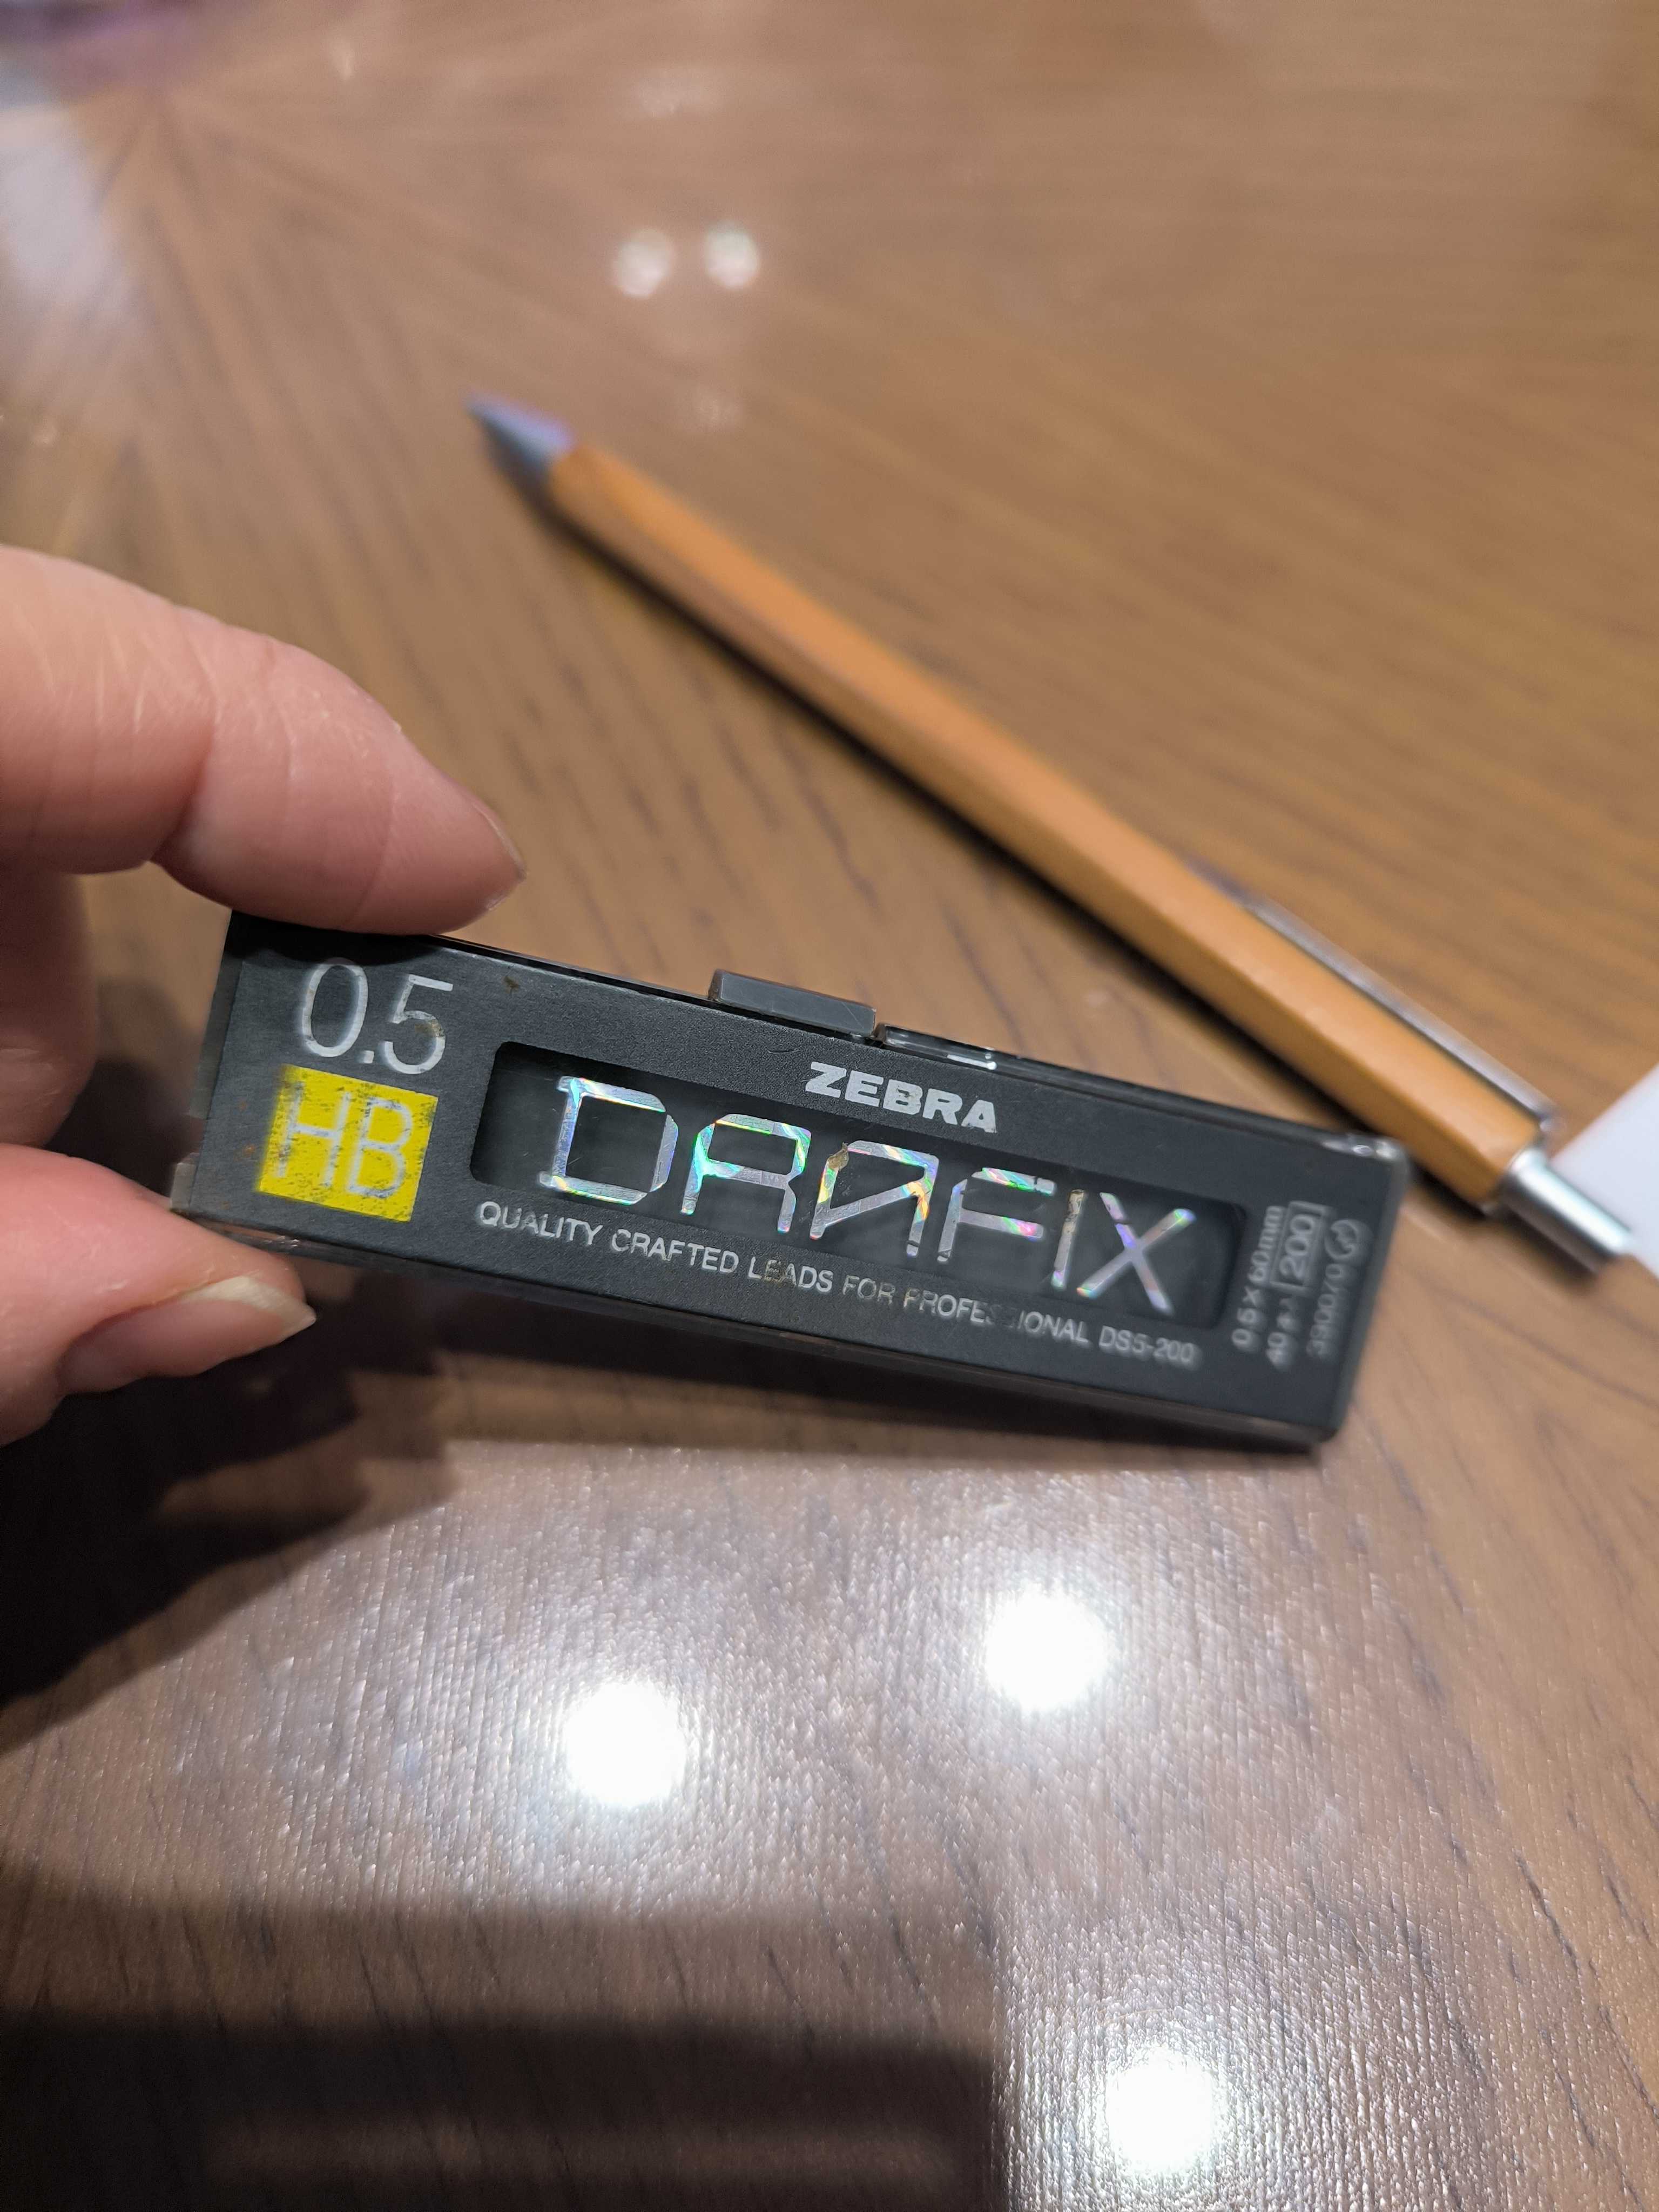 0.5
HB
ZEBRA
DRAFIX
QUALITY CRAFTED LEADS FOR PROFESSIONAL DS5-200
0.5×60mm
40 200